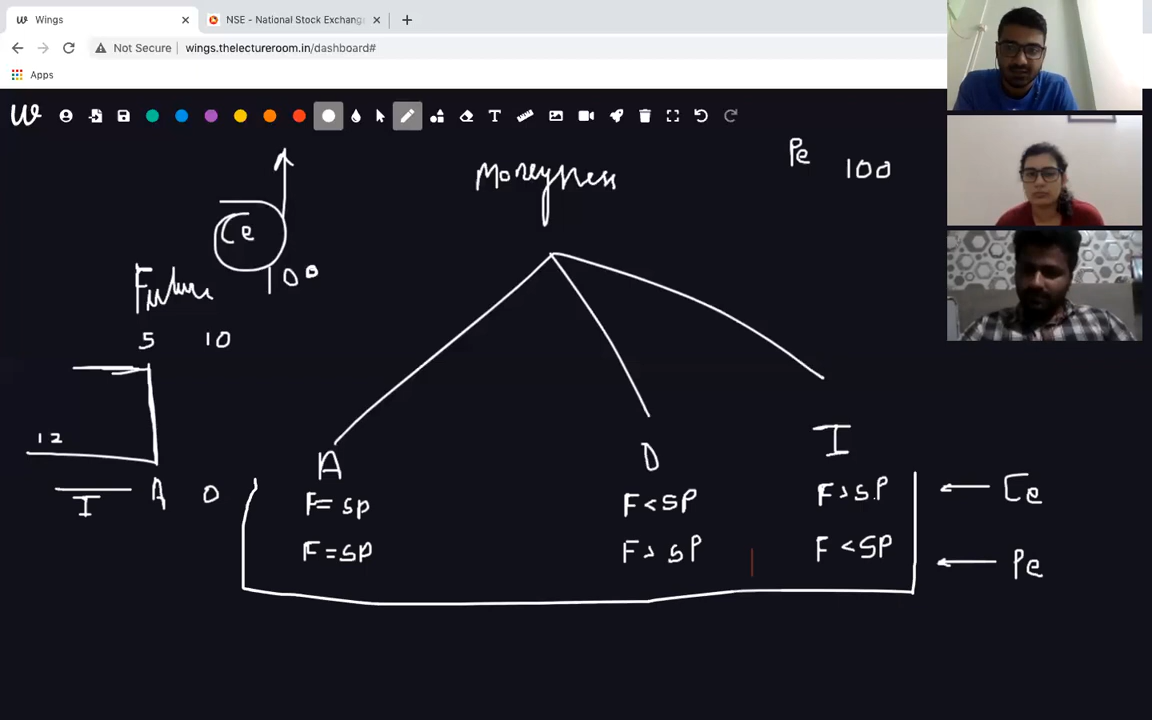 Wings
NSE - National Stock Exchang
Not Secure
wings.thelectureroom.in/dashboard#
Apps
W
T
Moneyness
Pe 100
Ce
100
Future
5 10
12
I A O
A
O
I
F= SP
F<SP
F>SP
Ce
F=SP
F> SP
F <SP
Pe